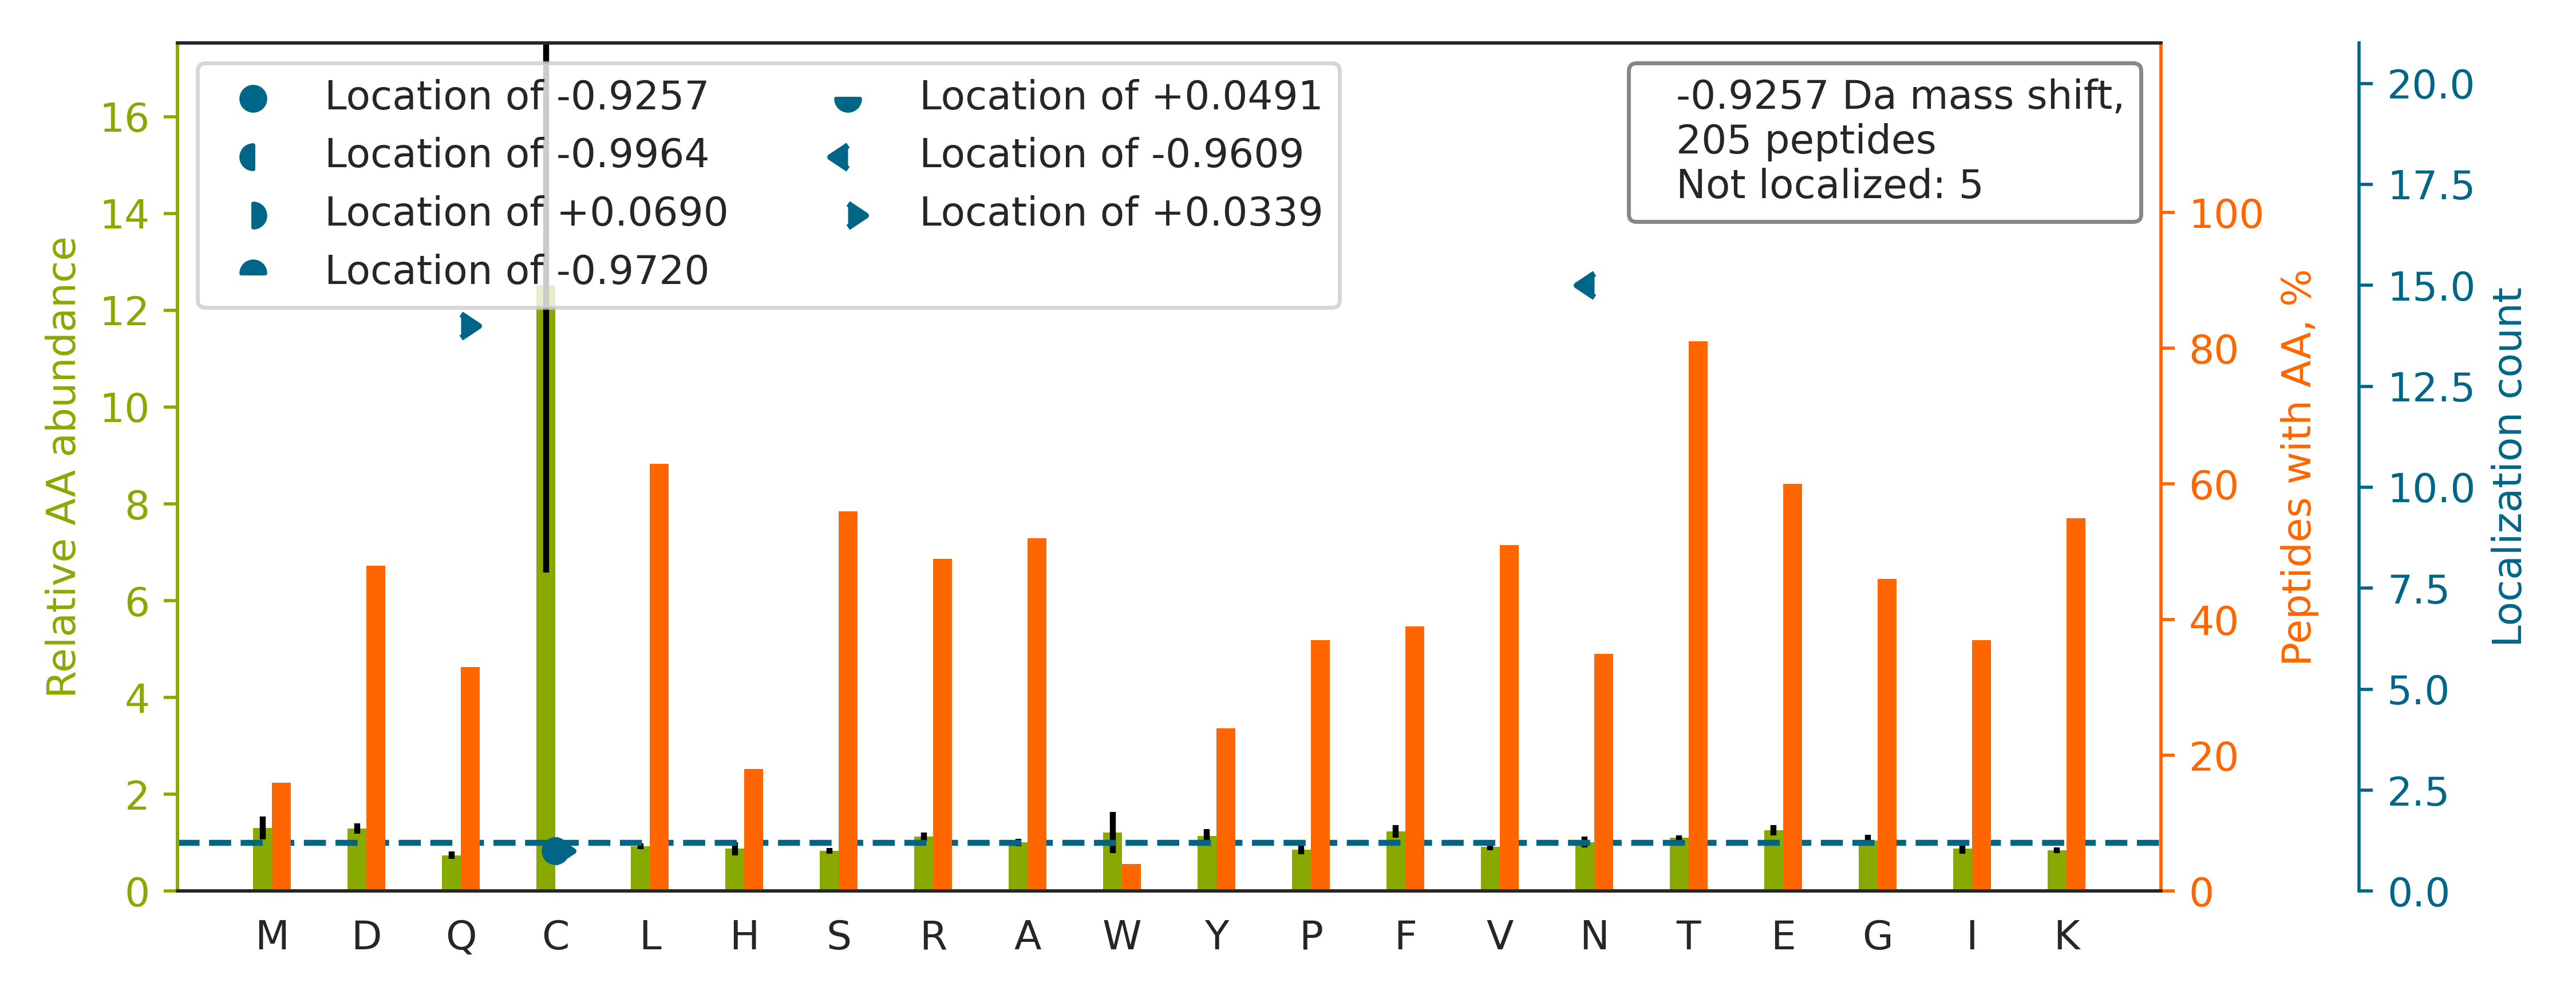 Location of -0.9257
Location of -0.9964
Location of +0.0690
Location of -0.9720
Location of +0.0491
Location of -0.9609
Location of +0.0339
-0.9257 Da mass shift,
205 peptides
Not localized: 5
Relative AA abundance
16
14
12
10
8
6
4
2
0
M D Q C L H S R A W Y P F V N T E G I K
100
80
60
40
20
0
Peptides with AA, %
20.0
17.5
15.0
12.5
10.0
7.5
5.0
2.5
0.0
Localization count